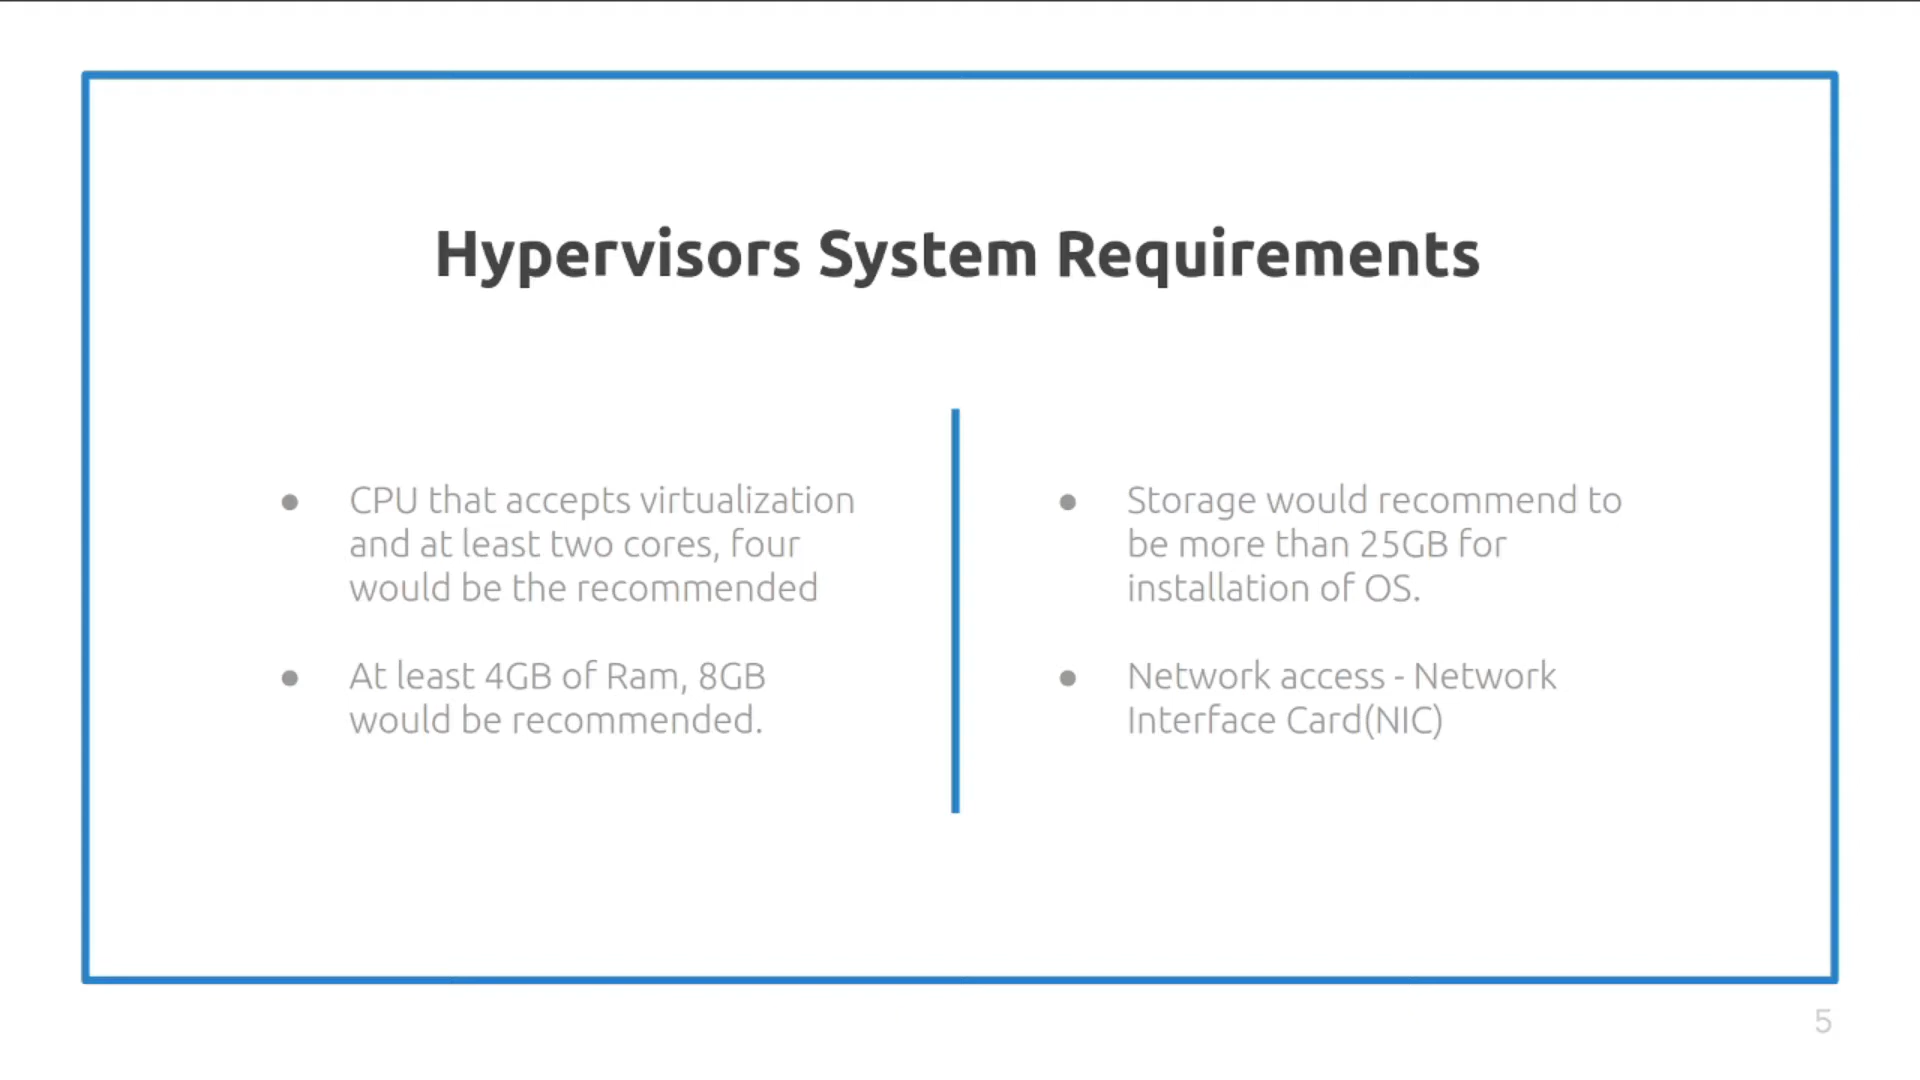 Hypervisors System Requirements
● CPU that accepts virtualization
and at least two cores, four
would be the recommended
● At least 4GB of Ram, 8GB
would be recommended.
● Storage would recommend to
be more than 25GB for
installation of OS.
● Network access - Network
Interface Card(NIC)
5